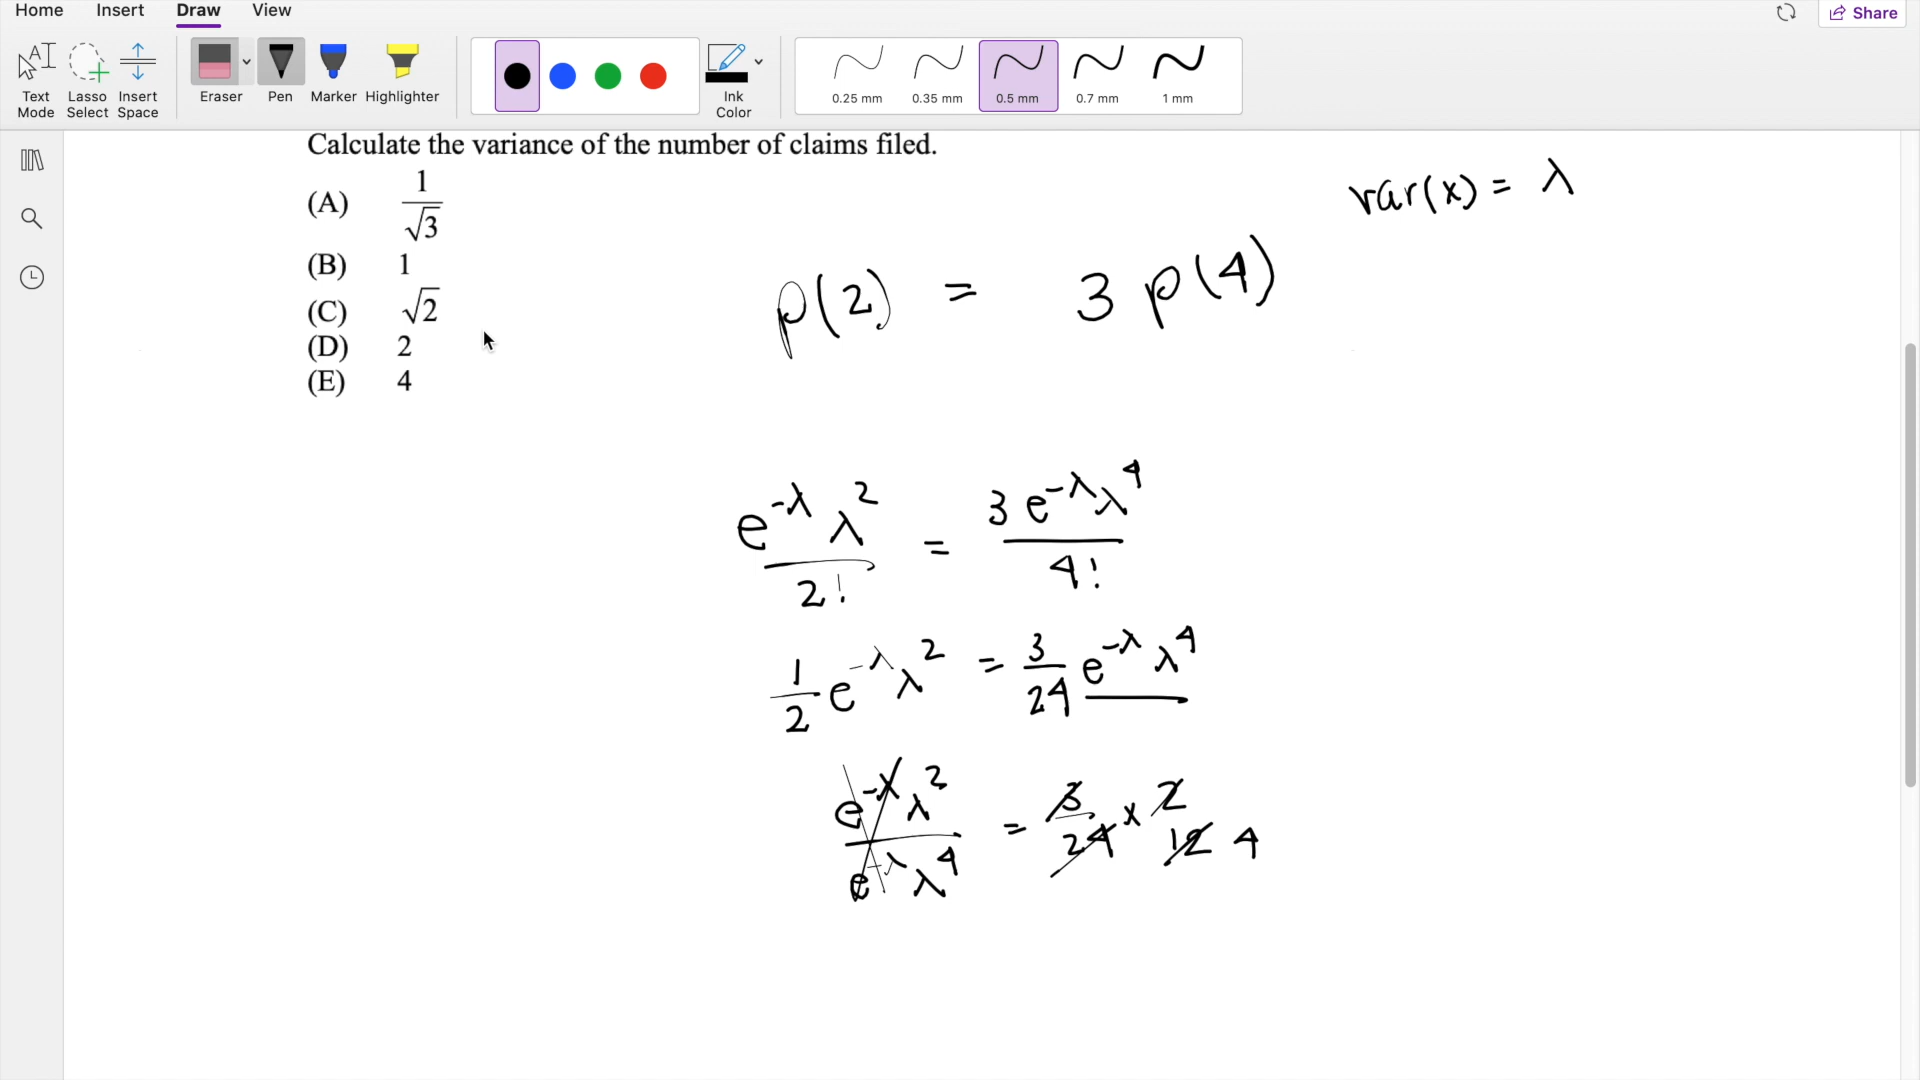 Home Insert Draw View
Share
AI
Text Mode
Lasso Select
Insert Space
Eraser
Pen
Marker
Highlighter
Ink Color
0.25 mm
0.35 mm
0.5 mm
0.7 mm
1 mm
Calculate the variance of the number of claims filed.
(A) 1/√3
(B) 1
(C) √2
(D) 2
(E) 4
var(x) = λ
p(2) = 3 p(4)
e^-λ λ^2 / 2! = 3 e^-λ λ^4 / 4!
1/2 e^-λ λ^2 = 3/24 e^-λ λ^4
e^-λ λ^2 / e^-λ λ^4 = 3/24 x 2 12 4